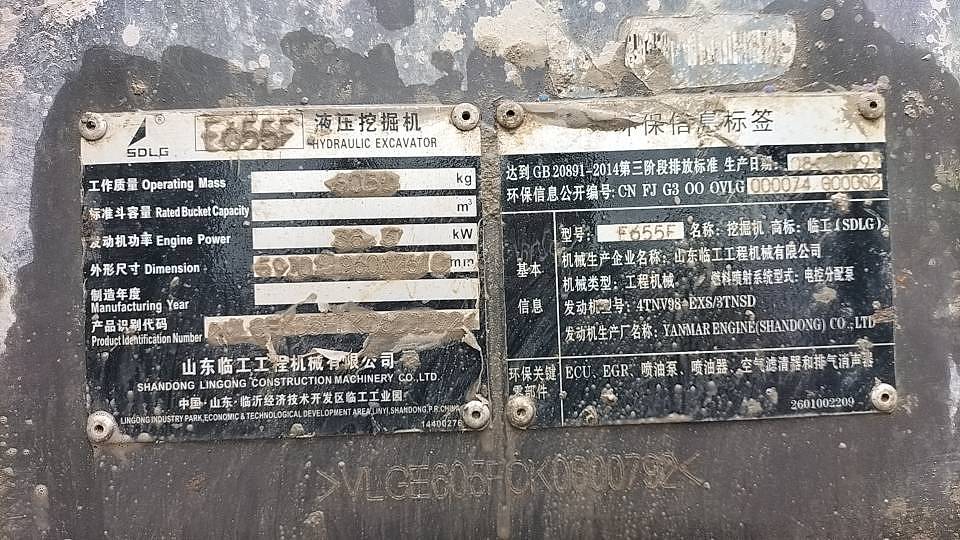 SDLG ® E655F 液压挖掘机
HYDRAULIC EXCAVATOR
工作质量 Operating Mass kg
标准斗容量 Rated Bucket Capacity m³
发动机功率 Engine Power kW
外形尺寸 Dimension mm
制造年度
Manufacturing Year
产品识别代码
Product Identification Number
山东临工工程机械有限公司
SHANDONG LINGONG CONSTRUCTION MACHINERY CO.,LTD.
中国·山东·临沂经济技术开发区临工工业园
LINGONG INDUSTRY PARK, ECONOMIC & TECHNOLOGICAL DEVELOPMENT AREA, LINYI, SHANDONG, P.R.CHINA
14400276
环保信息标签
达到 GB 20891-2014 第三阶段排放标准 生产日期:
环保信息公开编号: CN FJ G3 OO OVLG 000074 G00002
基本
信息
型号: E655F 名称: 挖掘机 商标: 临工(SDLG)
机械生产企业名称: 山东临工工程机械有限公司
机械类型: 工程机械 燃料喷射系统型式: 电控分配泵
发动机型号: 4TNV98-EXS/3TNSD
发动机生产厂名称: YANMAR ENGINE(SHANDONG) CO.,LTD
环保关键
零部件
ECU、EGR、喷油泵、喷油器、空气滤清器和排气消声器
2601002209